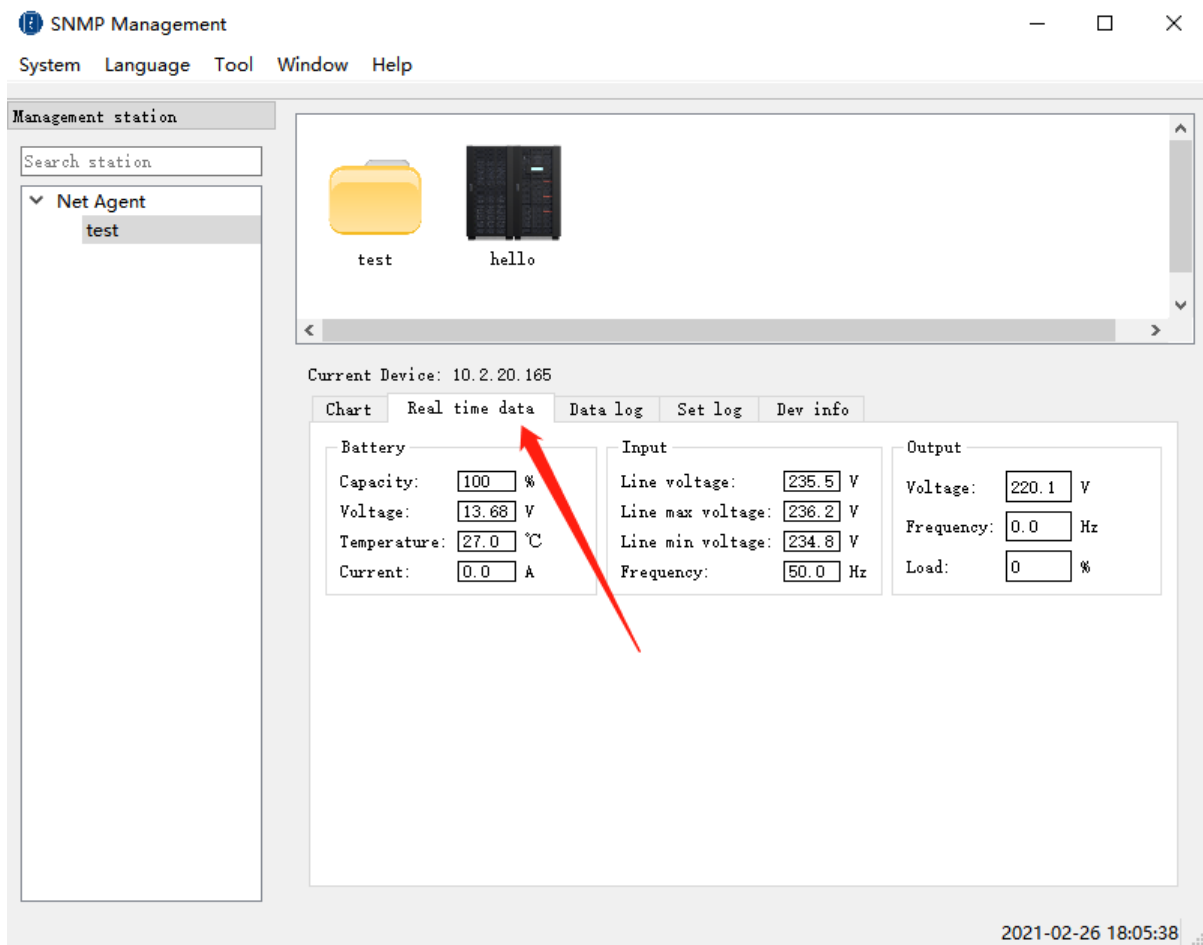 SNMP Management
System Language Tool Window Help
Management station
Search station
Net Agent
test
test hello
Current Device: 10.2.20.165
Chart Real time data Data log Set log Dev info
Battery
Capacity: 100 %
Voltage: 13.68 V
Temperature: 27.0 ℃
Current: 0.0 A
Input
Line voltage: 235.5 V
Line max voltage: 236.2 V
Line min voltage: 234.8 V
Frequency: 50.0 Hz
Output
Voltage: 220.1 V
Frequency: 0.0 Hz
Load: 0 %
2021-02-26 18:05:38